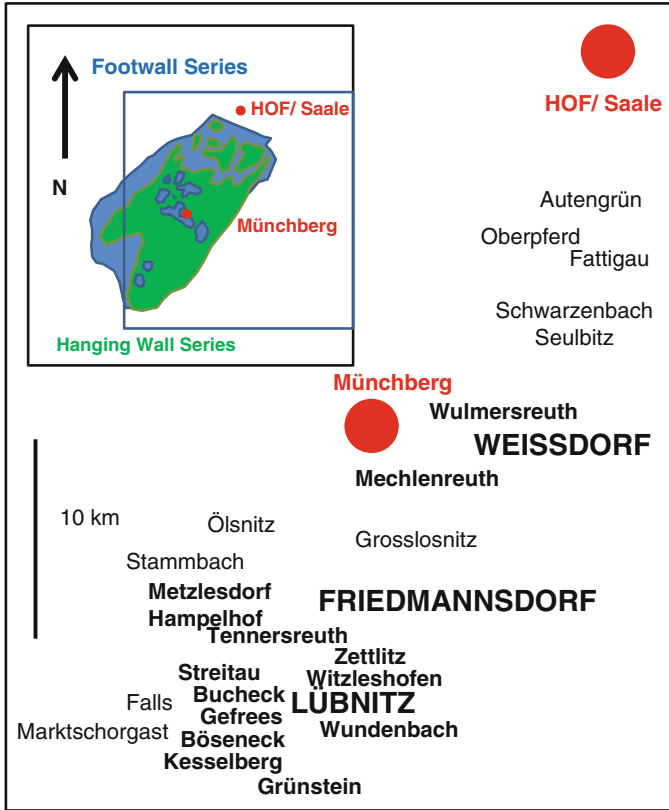 Footwall Series
HOF/ Saale
N
Münchberg
Hanging Wall Series
HOF/ Saale
Autengrün
Oberpferd
Fattigau
Schwarzenbach
Seulbitz
Münchberg
Wulmersreuth
WEISSDORF
Mechlenreuth
10 km
Ölsnitz
Grosslosnitz
Stammbach
Metzlesdorf
FRIEDMANNSDORF
Hampelhof
Tennersreuth
Zettlitz
Streitau
Witzleshofen
Bucheck
LÜBNITZ
Falls
Gefrees
Wundenbach
Marktschorgast
Böseneck
Kesselberg
Grünstein